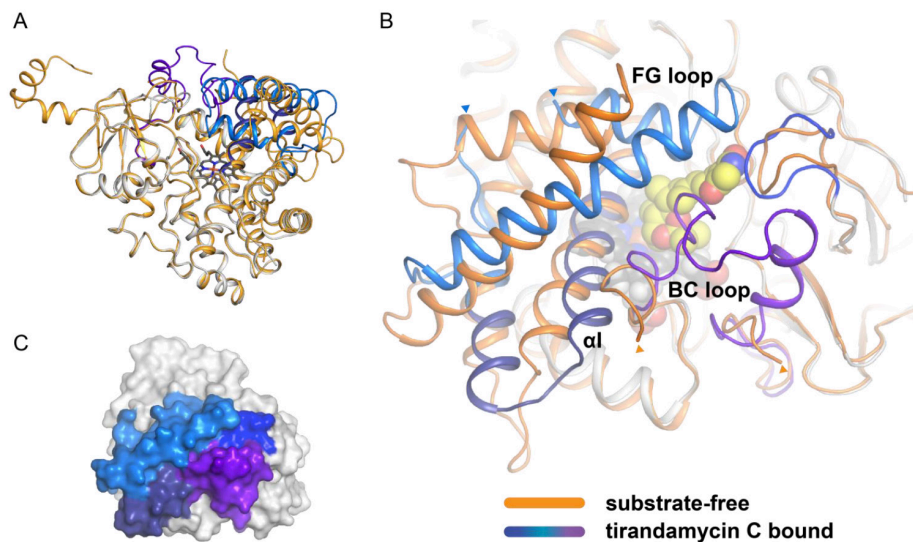 A
B
FG loop
BC loop
αI
C
substrate-free
tirandamycin C bound